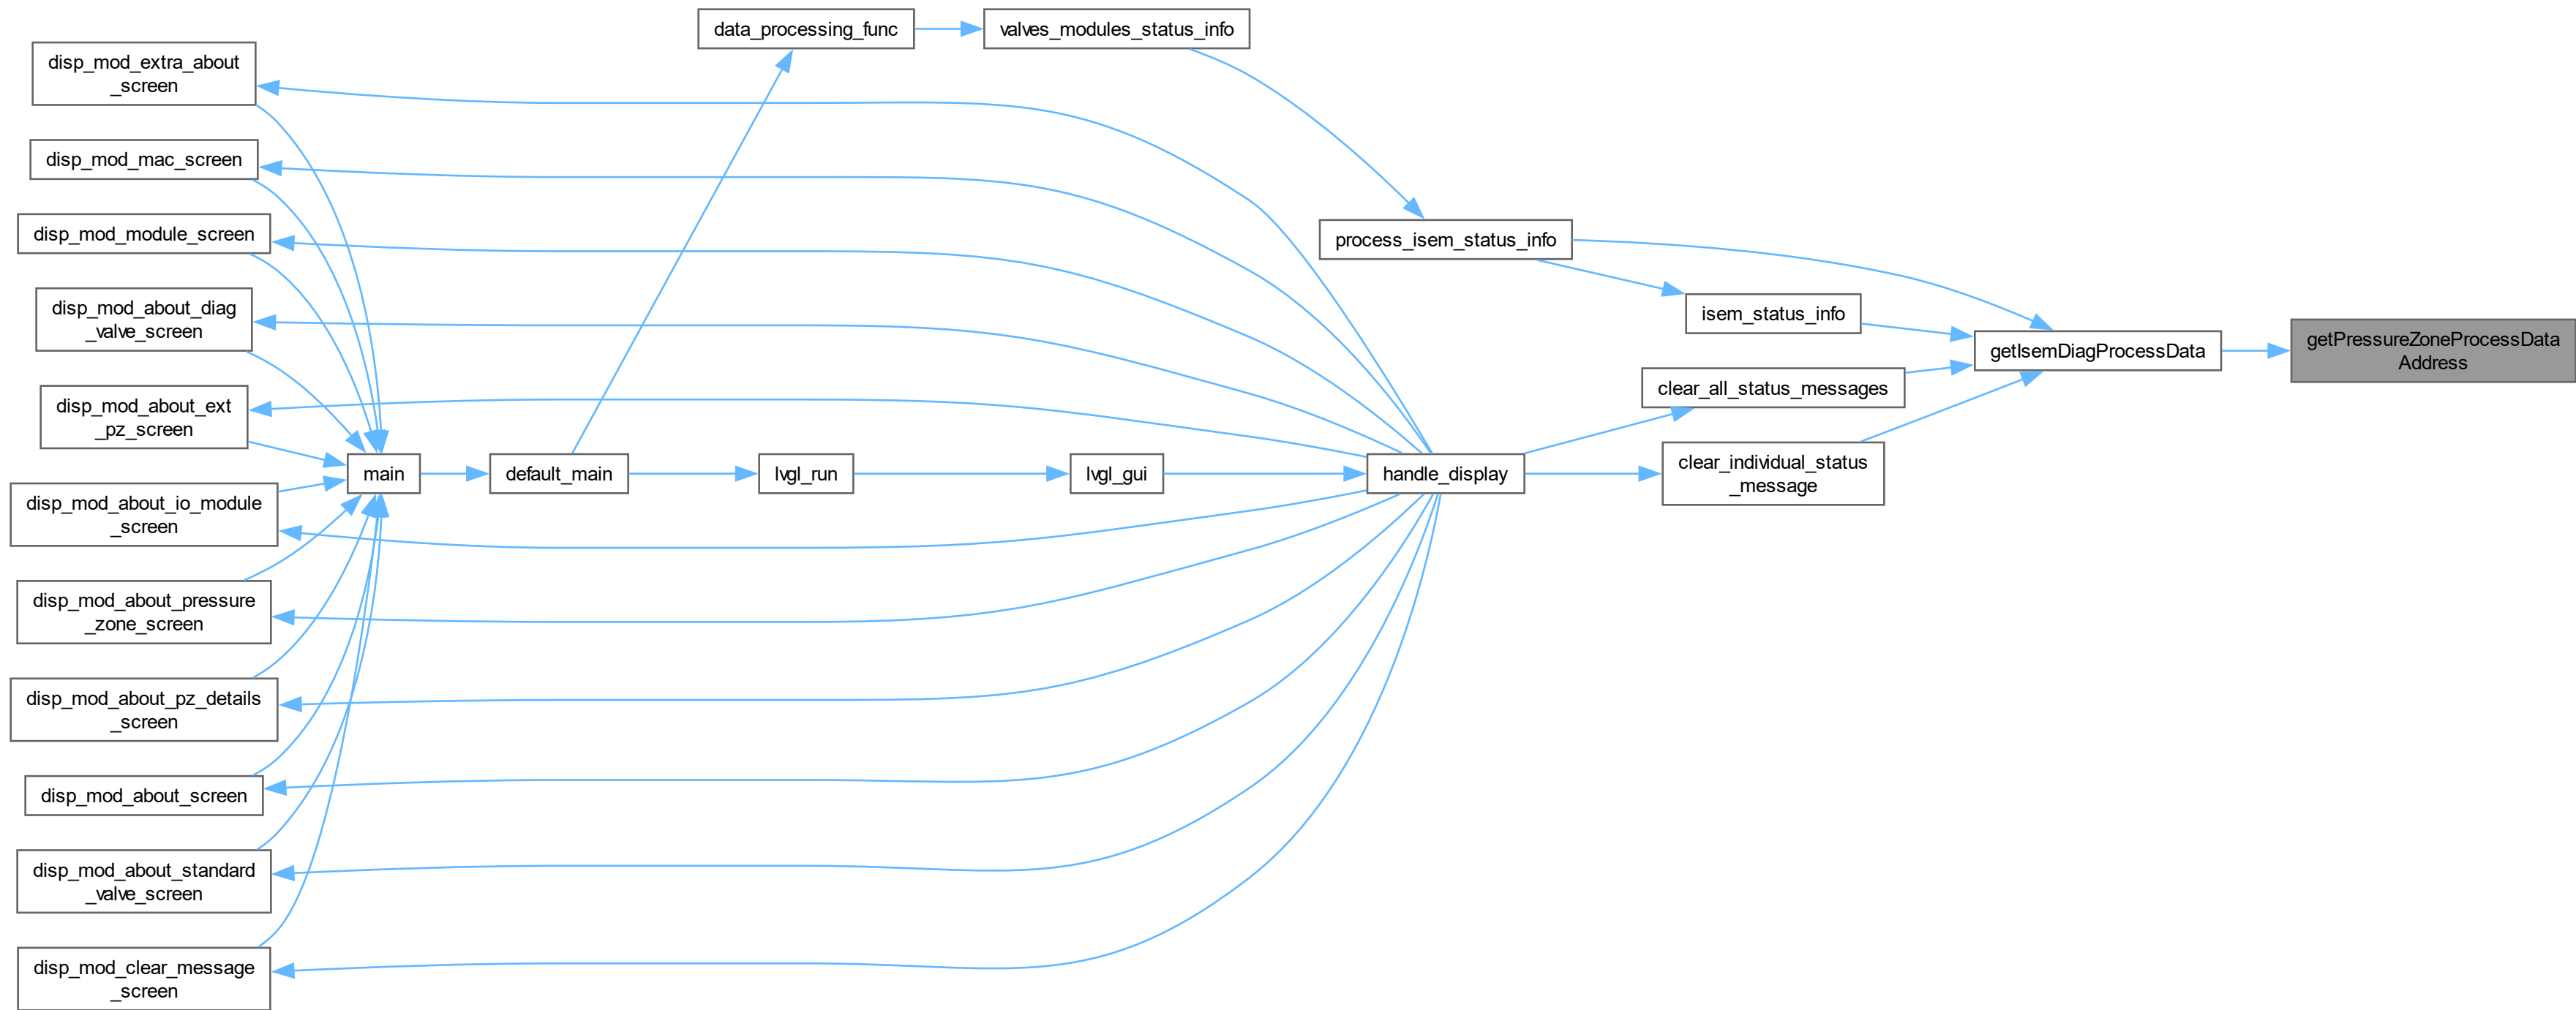 data_processing_func
valves_modules_status_info
disp_mod_extra_about
_screen
disp_mod_mac_screen
disp_mod_module_screen
process_isem_status_info
disp_mod_about_diag
_valve_screen
isem_status_info
getIsemDiagProcessData
getPressureZoneProcessData
Address
disp_mod_about_ext
_pz_screen
clear_all_status_messages
main
default_main
lvgl_run
lvgl_gui
handle_display
clear_individual_status
_message
disp_mod_about_io_module
_screen
disp_mod_about_pressure
_zone_screen
disp_mod_about_pz_details
_screen
disp_mod_about_screen
disp_mod_about_standard
_valve_screen
disp_mod_clear_message
_screen